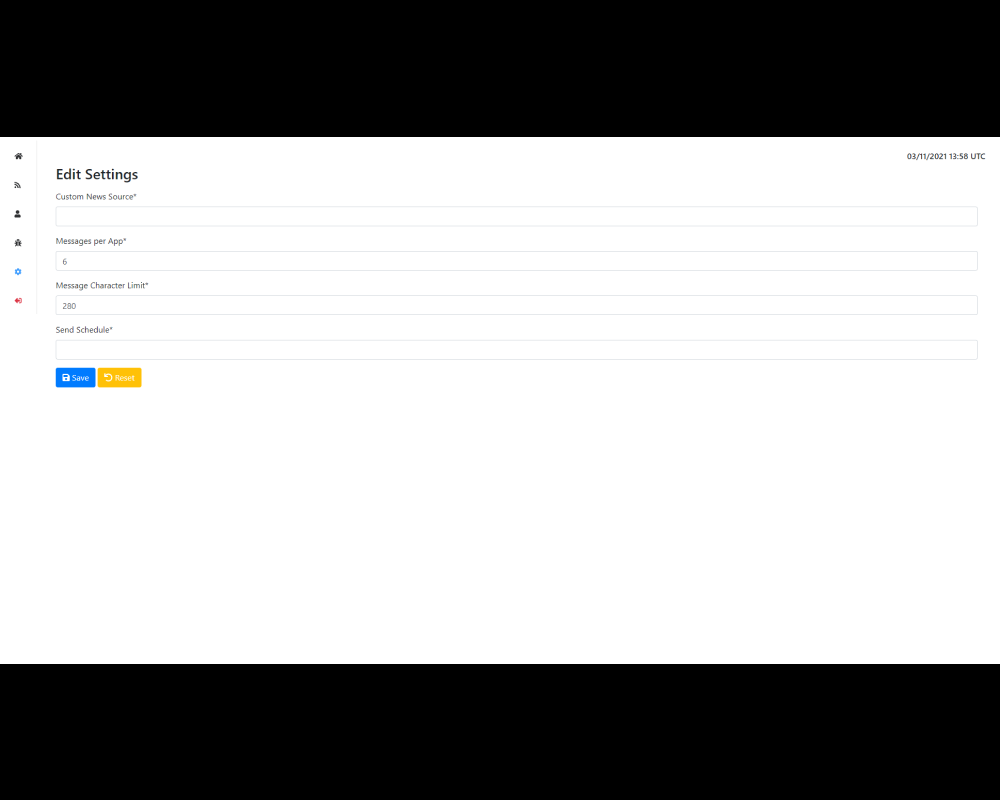 03/11/2021 13:58 UTC
Edit Settings
Custom News Source*
Messages per App*
6
Message Character Limit*
280
Send Schedule*
Save Reset